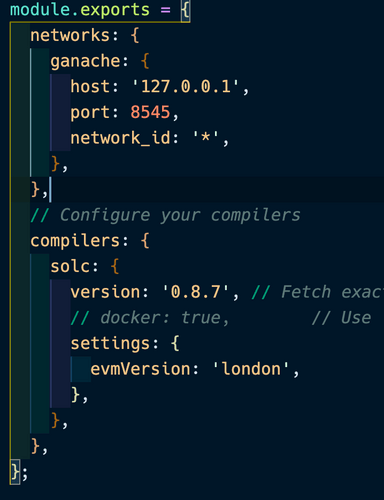 module.exports = {
networks: {
ganache: {
host: '127.0.0.1',
port: 8545,
network_id: '*',
},
},
// Configure your compilers
compilers: {
solc: {
version: '0.8.7', // Fetch exac
// docker: true, // Use
settings: {
evmVersion: 'london',
},
},
},
};